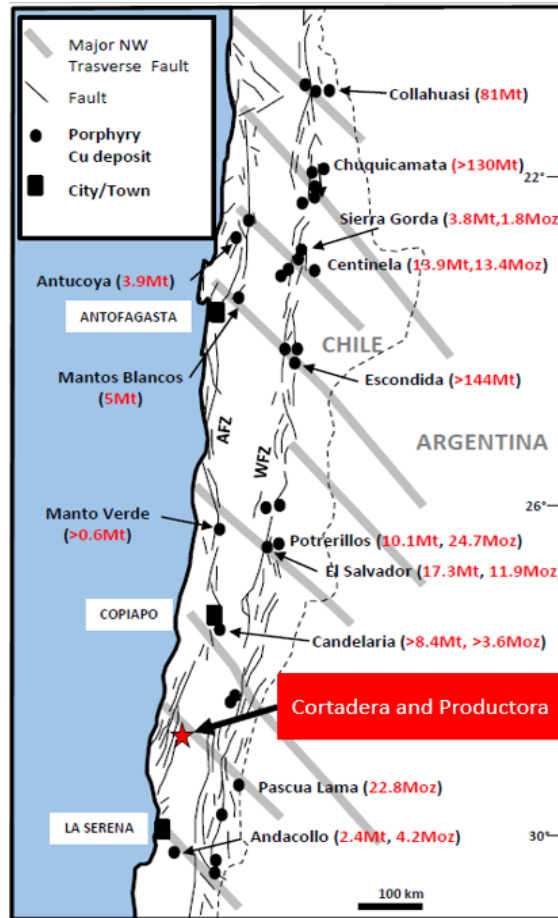 Major NW
Trasverse Fault
Fault
Porphyry
Cu deposit
City/Town
Collahuasi (81Mt)
Chuquicamata (>130Mt)
22°
Sierra Gorda (3.8Mt,1.8Moz)
Centinela (13.9Mt,13.4Moz)
Antucoya (3.9Mt)
ANTOFAGASTA
CHILE
Mantos Blancos
(5Mt)
Escondida (>144Mt)
ARGENTINA
AFZ
WFZ
26°
Manto Verde
(>0.6Mt)
Potrerillos (10.1Mt, 24.7Moz)
El Salvador (17.3Mt, 11.9Moz)
COPIAPO
Candelaria (>8.4Mt, >3.6Moz)
Cortadera and Productora
Pascua Lama (22.8Moz)
LA SERENA
Andacollo (2.4Mt, 4.2Moz)
30°
100 km